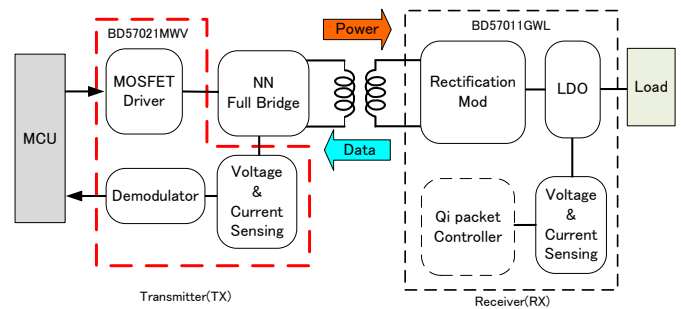 BD57021MWV
BD57011GWL
Power
MCU
MOSFET
Driver
NN
Full Bridge
Rectification
Mod
LDO
Load
Data
Demodulator
Voltage
&
Current
Sensing
Qi packet
Controller
Voltage
&
Current
Sensing
Transmitter(TX)
Receiver(RX)